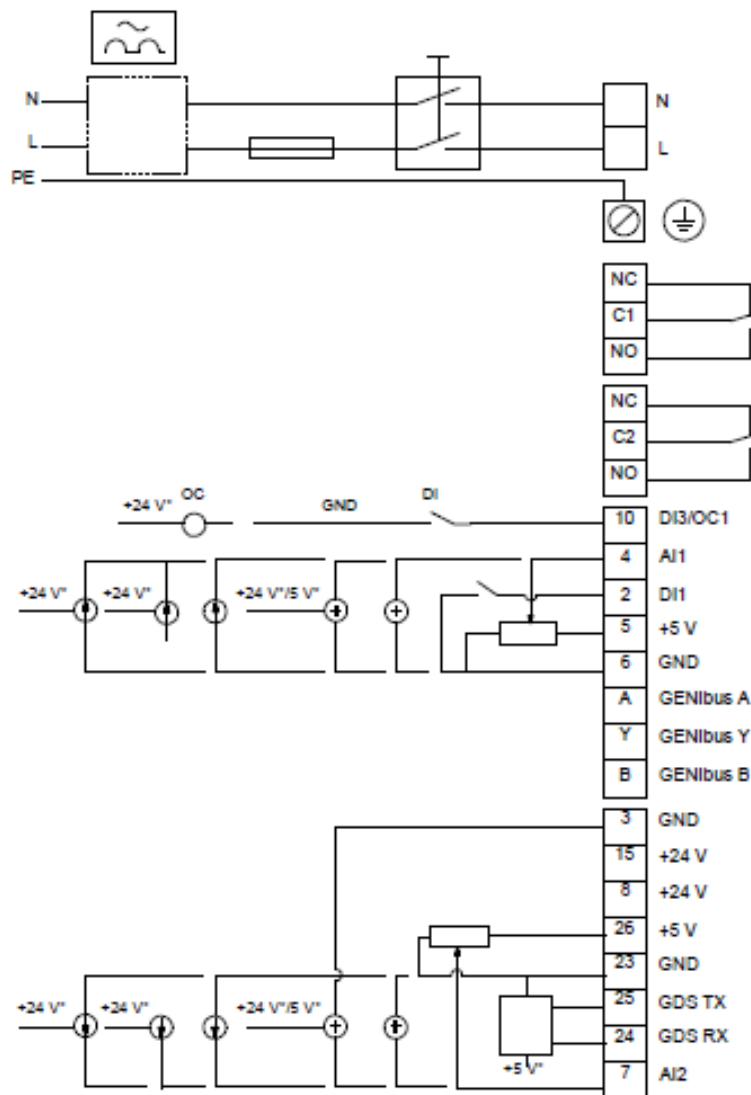 N N
L L
PE
NC
C1
NO
NC
C2
NO
+24 V" OC GND DI 10 DI3/OC1
4 AI1
+24 V" +24 V" +24 V"/5 V" 2 DI1
5 +5 V
6 GND
A GENIbus A
Y GENIbus Y
B GENIbus B
3 GND
15 +24 V
8 +24 V
26 +5 V
23 GND
+24 V" +24 V" +24 V"/5 V" 25 GDS TX
24 GDS RX
+5 V" 7 AI2